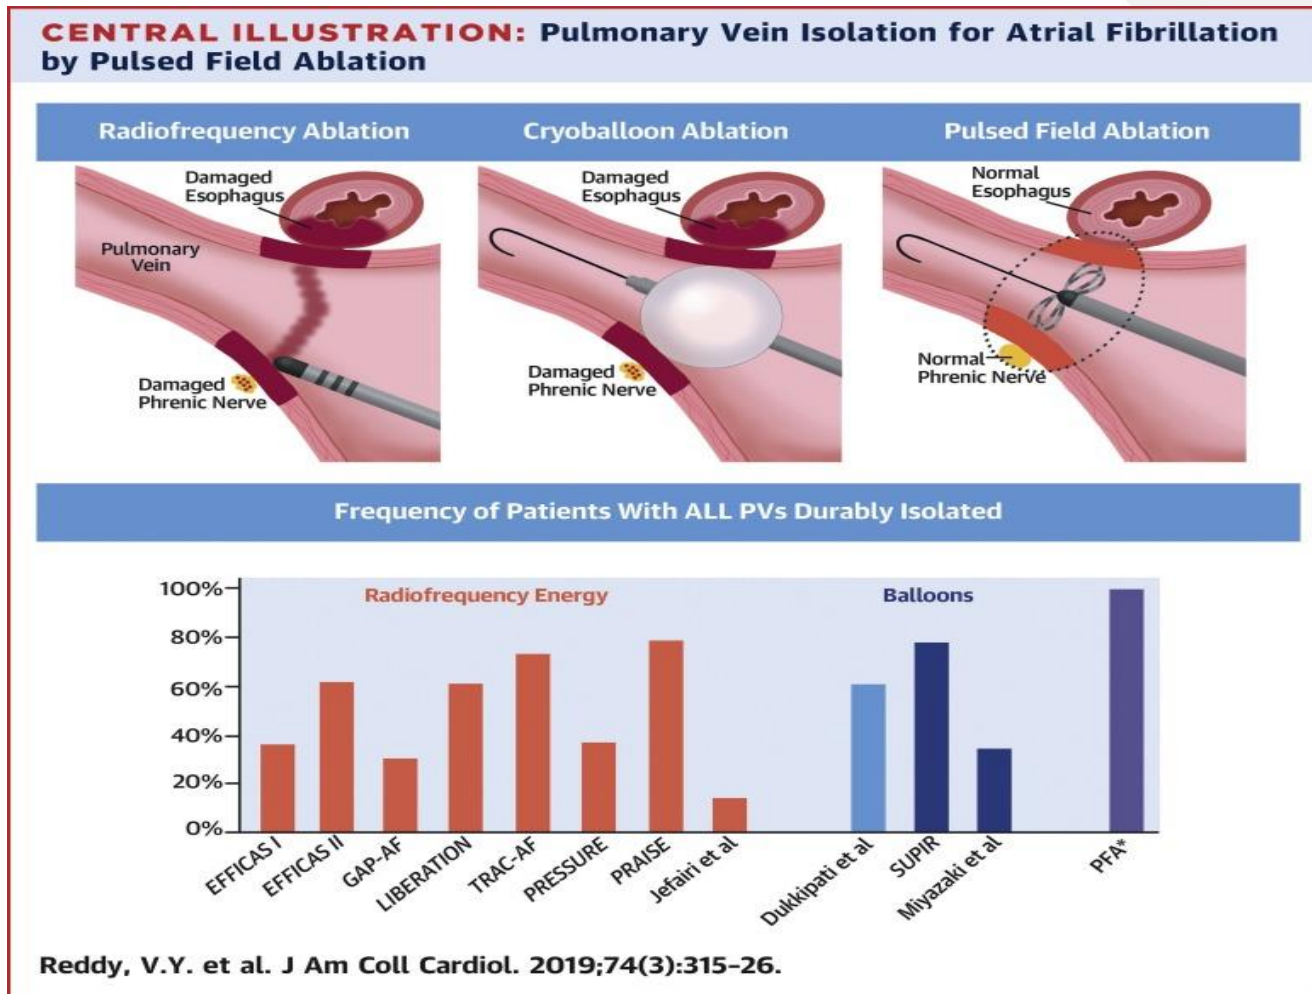 CENTRAL ILLUSTRATION: Pulmonary Vein Isolation for Atrial Fibrillation
by Pulsed Field Ablation
Radiofrequency Ablation
Cryoballoon Ablation
Pulsed Field Ablation
Damaged
Esophagus
Pulmonary
Vein
Damaged
Phrenic Nerve
Damaged
Esophagus
Damaged
Phrenic Nerve
Normal
Esophagus
Normal
Phrenic Nerve
Frequency of Patients With ALL PVs Durably Isolated
100%
80%
60%
40%
20%
0%
Radiofrequency Energy
Balloons
EFFICAS I
EFFICAS II
GAP-AF
LIBERATION
TRAC-AF
PRESSURE
PRAISE
Jefairi et al
Dukkipati et al
SUPIR
Miyazaki et al
PFA*
Reddy, V.Y. et al. J Am Coll Cardiol. 2019;74(3):315–26.